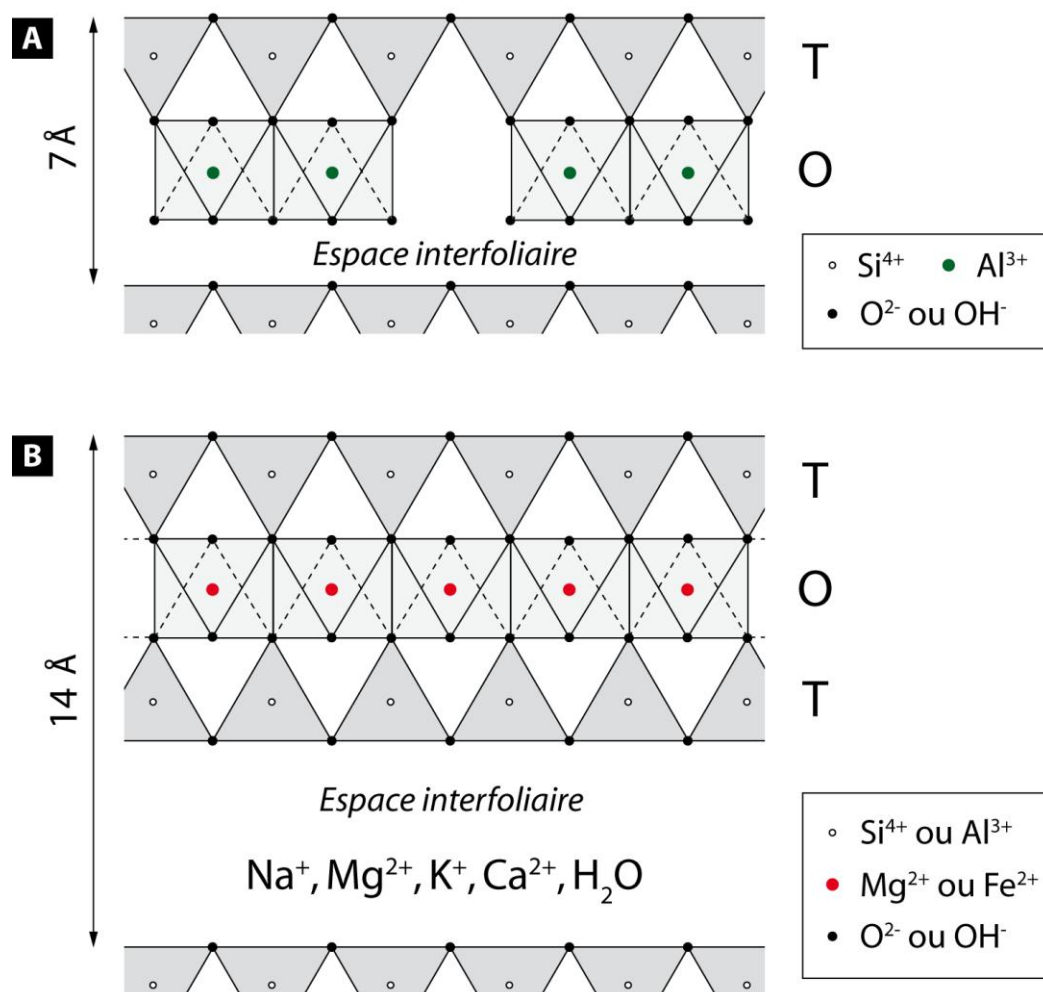 A
T
7 Å
O
Espace interfoliaire
Si⁴⁺ Al³⁺
O²⁻ ou OH⁻
B
T
O
14 Å
T
Espace interfoliaire
Na⁺, Mg²⁺, K⁺, Ca²⁺, H₂O
Si⁴⁺ ou Al³⁺
Mg²⁺ ou Fe²⁺
O²⁻ ou OH⁻